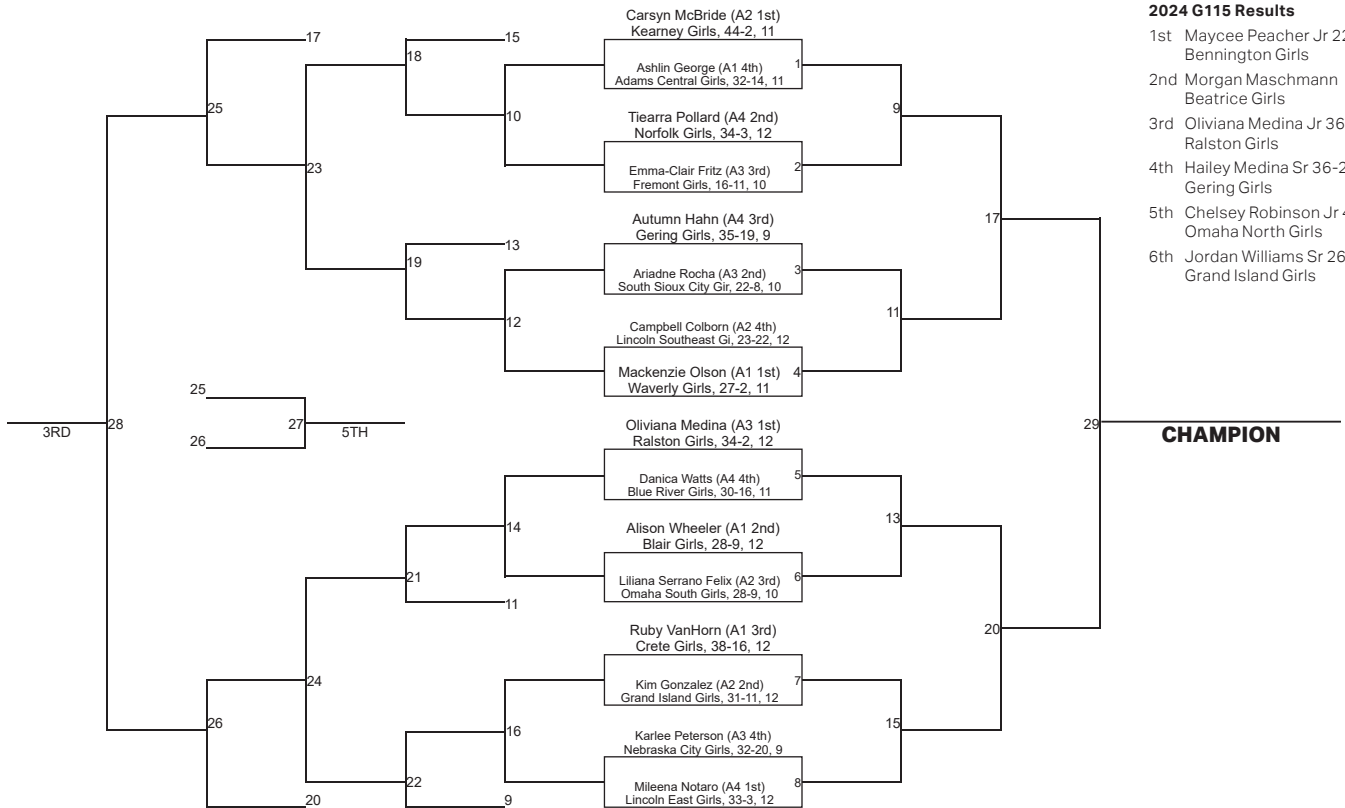 Carsyn McBride (A2 1st)
Kearney Girls, 44-2, 11
Ashlin George (A1 4th)
Adams Central Girls, 32-14, 11
1
Tiearra Pollard (A4 2nd)
Norfolk Girls, 34-3, 12
Emma-Clair Fritz (A3 3rd)
Fremont Girls, 16-11, 10
2
Autumn Hahn (A4 3rd)
Gering Girls, 35-19, 9
Ariadne Rocha (A3 2nd)
South Sioux City Gir, 22-8, 10
3
Campbell Colborn (A2 4th)
Lincoln Southeast Gi, 23-22, 12
Mackenzie Olson (A1 1st)
Waverly Girls, 27-2, 11
4
Oliviana Medina (A3 1st)
Ralston Girls, 34-2, 12
Danica Watts (A4 4th)
Blue River Girls, 30-16, 11
5
Alison Wheeler (A1 2nd)
Blair Girls, 28-9, 12
Liliana Serrano Felix (A2 3rd)
Omaha South Girls, 28-9, 10
6
Ruby VanHorn (A1 3rd)
Crete Girls, 38-16, 12
Kim Gonzalez (A2 2nd)
Grand Island Girls, 31-11, 12
7
Karlee Peterson (A3 4th)
Nebraska City Girls, 32-20, 9
Mileena Notaro (A4 1st)
Lincoln East Girls, 33-3, 12
8
9
11
13
15
17
20
29
CHAMPION
17
15
18
10
25
23
13
19
12
25
27
26
5TH
28
3RD
14
21
11
24
16
26
22
20
9
2024 G115 Results
1st Maycee Peacher Jr 22
Bennington Girls
2nd Morgan Maschmann
Beatrice Girls
3rd Oliviana Medina Jr 36
Ralston Girls
4th Hailey Medina Sr 36-2
Gering Girls
5th Chelsey Robinson Jr 4
Omaha North Girls
6th Jordan Williams Sr 26
Grand Island Girls